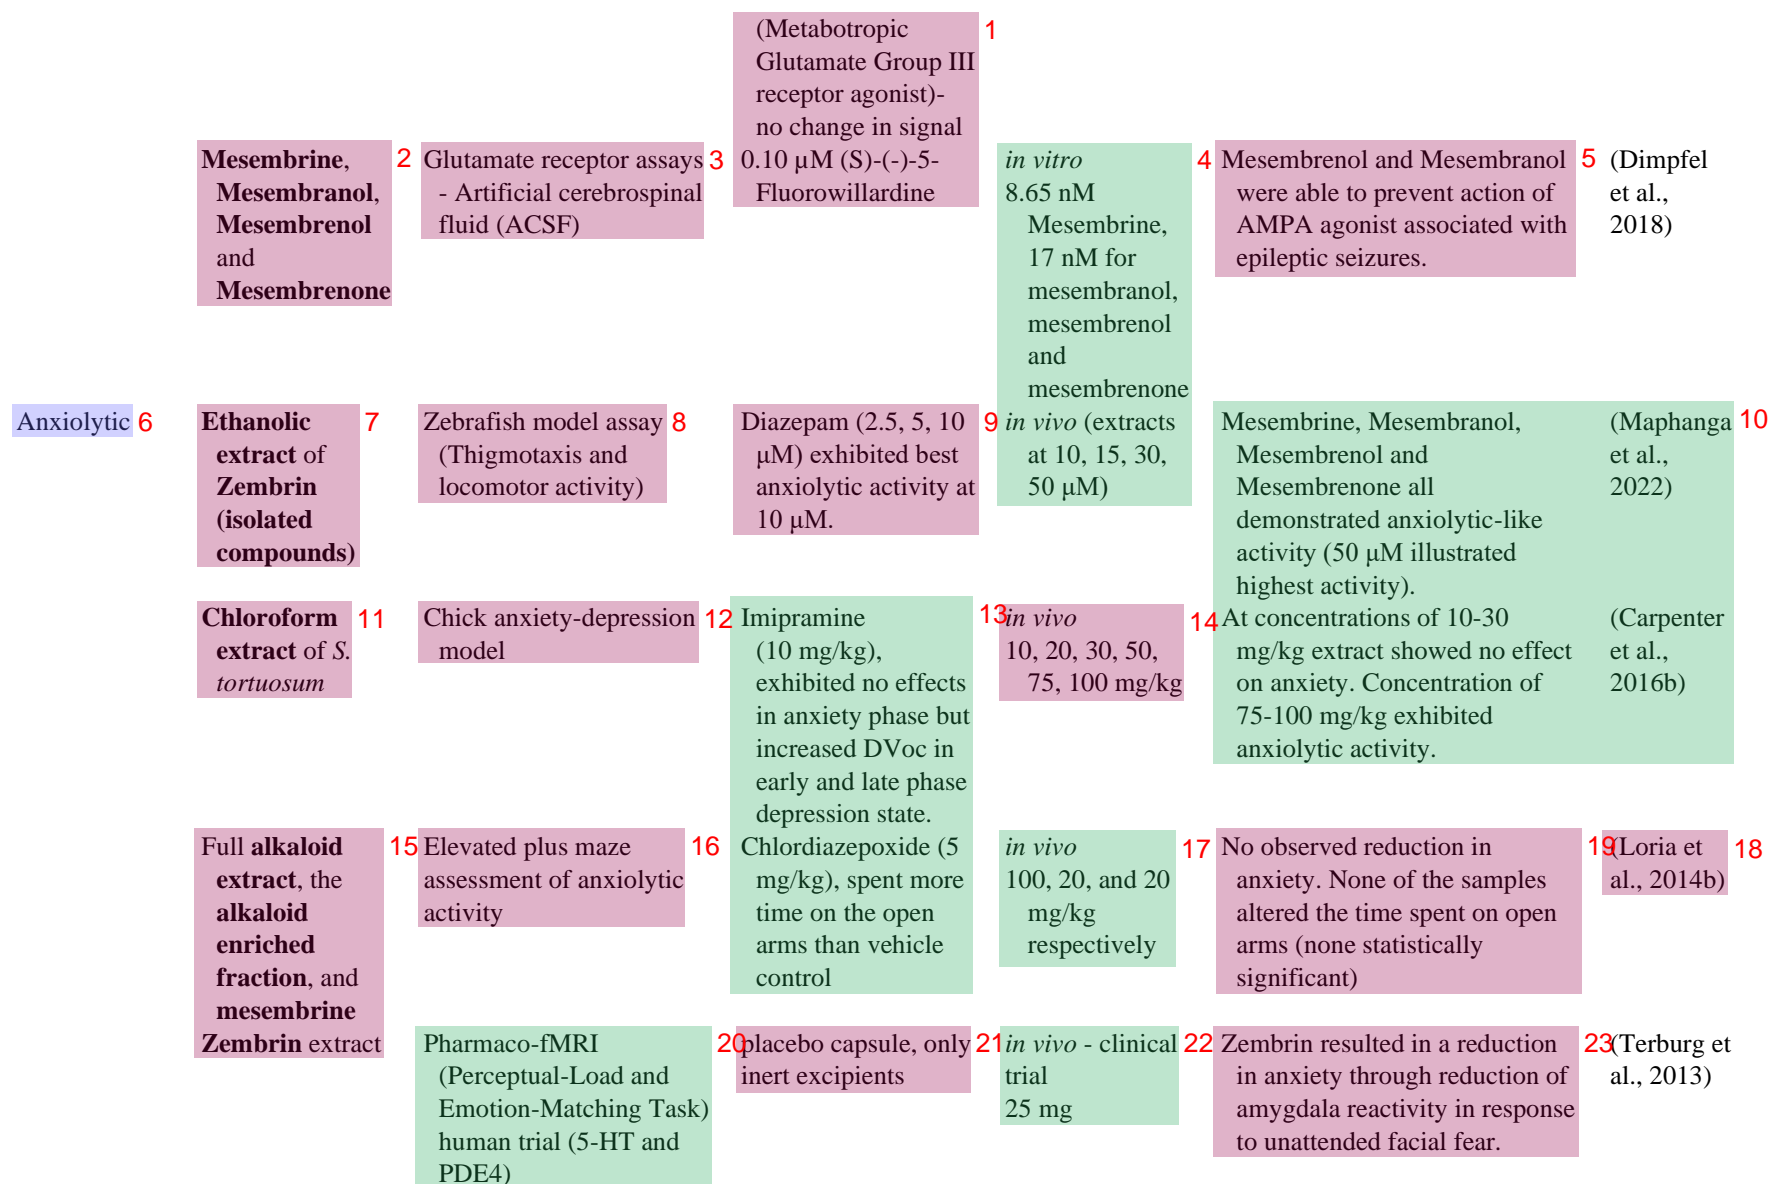 (Metabotropic 1
Glutamate Group III
receptor agonist)-
no change in signal
0.10 µM (S)-(-)-5-
Fluorowillardine
Mesembrine, 2
Mesembranol,
Mesembrenol
and
Mesembrenone
Glutamate receptor assays 3
- Artificial cerebrospinal
fluid (ACSF)
in vitro 4
8.65 nM
Mesembrine,
17 nM for
mesembranol,
mesembrenol
and
mesembrenone
in vivo (extracts
at 10, 15, 30,
50 µM)
Mesembrenol and Mesembranol 5
were able to prevent action of
AMPA agonist associated with
epileptic seizures.
(Dimpfel
et al.,
2018)
Anxiolytic 6
Ethanolic 7
extract of
Zembrin
(isolated
compounds)
Zebrafish model assay 8
(Thigmotaxis and
locomotor activity)
Diazepam (2.5, 5, 10 9
µM) exhibited best
anxiolytic activity at
10 µM.
Mesembrine, Mesembranol,
Mesembrenol and
Mesembrenone all
demonstrated anxiolytic-like
activity (50 µM illustrated
highest activity).
(Maphanga 10
et al.,
2022)
Chloroform 11
extract of S.
tortuosum
Chick anxiety-depression 12
model
Imipramine 13
(10 mg/kg),
exhibited no effects
in anxiety phase but
increased DVoc in
early and late phase
depression state.
in vivo 14
10, 20, 30, 50,
75, 100 mg/kg
At concentrations of 10-30
mg/kg extract showed no effect
on anxiety. Concentration of
75-100 mg/kg exhibited
anxiolytic activity.
(Carpenter
et al.,
2016b)
Full alkaloid 15
extract, the
alkaloid
enriched
fraction, and
mesembrine
Elevated plus maze 16
assessment of anxiolytic
activity
Chlordiazepoxide (5
mg/kg), spent more
time on the open
arms than vehicle
control
in vivo 17
100, 20, and 20
mg/kg
respectively
No observed reduction in 19
anxiety. None of the samples
altered the time spent on open
arms (none statistically
significant)
(Loria et 18
al., 2014b)
Zembrin extract
Pharmaco-fMRI 20
(Perceptual-Load and
Emotion-Matching Task)
human trial (5-HT and
PDE4)
placebo capsule, only 21
inert excipients
in vivo - clinical 22
trial
25 mg
Zembrin resulted in a reduction 23
in anxiety through reduction of
amygdala reactivity in response
to unattended facial fear.
(Terburg et
al., 2013)